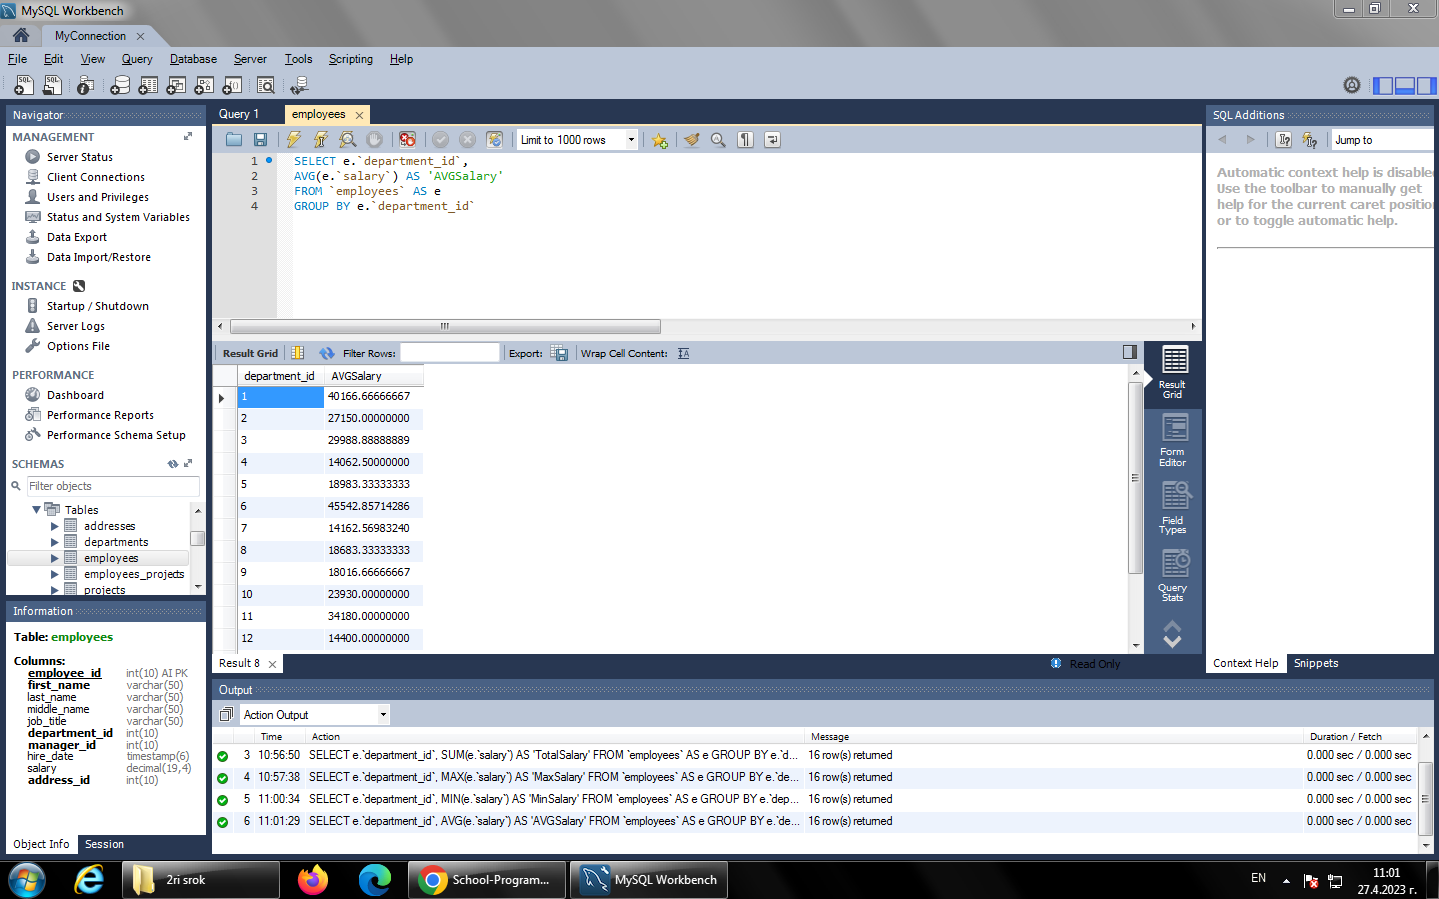 MySQL Workbench
MyConnection
File Edit View Query Database Server Tools Scripting Help
Navigator
MANAGEMENT
Server Status
Client Connections
Users and Privileges
Status and System Variables
Data Export
Data Import/Restore
INSTANCE
Startup / Shutdown
Server Logs
Options File
PERFORMANCE
Dashboard
Performance Reports
Performance Schema Setup
SCHEMAS
Filter objects
Tables
addresses
departments
employees
employees_projects
projects
Information
Table: employees
Columns:
employee_id int(10) AI PK
first_name varchar(50)
last_name varchar(50)
middle_name varchar(50)
job_title varchar(50)
department_id int(10)
manager_id int(10)
hire_date timestamp(6)
salary decimal(19,4)
address_id int(10)
Object Info Session
Query 1 employees
Limit to 1000 rows
1 SELECT e.`department_id`,
2 AVG(e.`salary`) AS 'AVGSalary'
3 FROM `employees` AS e
4 GROUP BY e.`department_id`
Result Grid Filter Rows: Export: Wrap Cell Content:
department_id AVGSalary
1 40166.66666667
2 27150.00000000
3 29988.88888889
4 14062.50000000
5 18983.33333333
6 45542.85714286
7 14162.56983240
8 18683.33333333
9 18016.66666667
10 23930.00000000
11 34180.00000000
12 14400.00000000
Result Grid
Form Editor
Field Types
Query Stats
Result 8 Read Only
SQL Additions
Jump to
Automatic context help is disable
Use the toolbar to manually get
help for the current caret position
or to toggle automatic help.
Context Help Snippets
Output
Action Output
Time Action Message Duration / Fetch
3 10:56:50 SELECT e.`department_id`, SUM(e.`salary`) AS 'TotalSalary' FROM `employees` AS e GROUP BY e.`d... 16 row(s) returned 0.000 sec / 0.000 sec
4 10:57:38 SELECT e.`department_id`, MAX(e.`salary`) AS 'MaxSalary' FROM `employees` AS e GROUP BY e.`de... 16 row(s) returned 0.000 sec / 0.000 sec
5 11:00:34 SELECT e.`department_id`, MIN(e.`salary`) AS 'MinSalary' FROM `employees` AS e GROUP BY e.`dep... 16 row(s) returned 0.000 sec / 0.000 sec
6 11:01:29 SELECT e.`department_id`, AVG(e.`salary`) AS 'AVGSalary' FROM `employees` AS e GROUP BY e.`de... 16 row(s) returned 0.000 sec / 0.000 sec
2ri srok
School-Program...
MySQL Workbench
EN
11:01
27.4.2023 г.